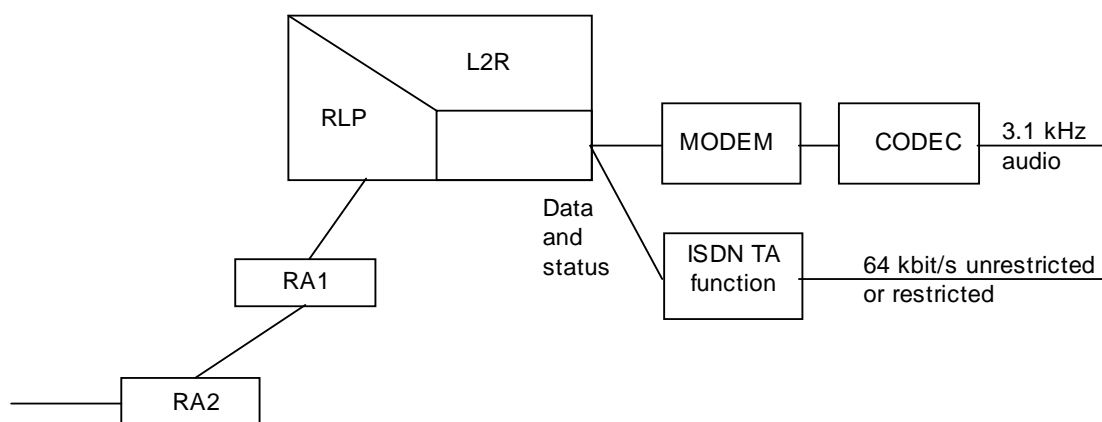 L2R
RLP
MODEM
CODEC
3.1 kHz
audio
Data
and
status
ISDN TA
function
64 kbit/s unrestricted
or restricted
RA1
RA2